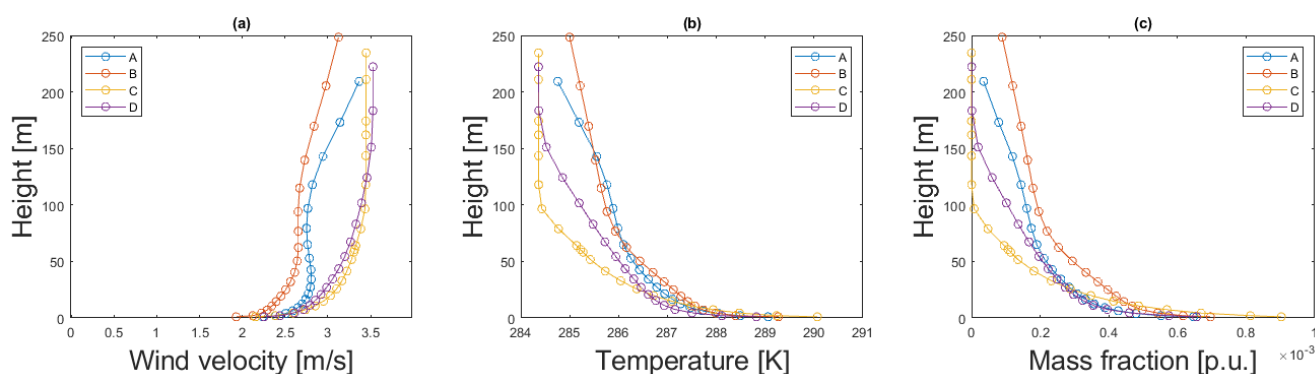 (a)
250
200
150
100
50
0
Height [m]
A
B
C
D
0 0.5 1 1.5 2 2.5 3 3.5
Wind velocity [m/s]
(b)
250
200
150
100
50
0
Height [m]
A
B
C
D
284 285 286 287 288 289 290 291
Temperature [K]
(c)
250
200
150
100
50
0
Height [m]
A
B
C
D
0 0.2 0.4 0.6 0.8 1
Mass fraction [p.u.] ×10⁻³